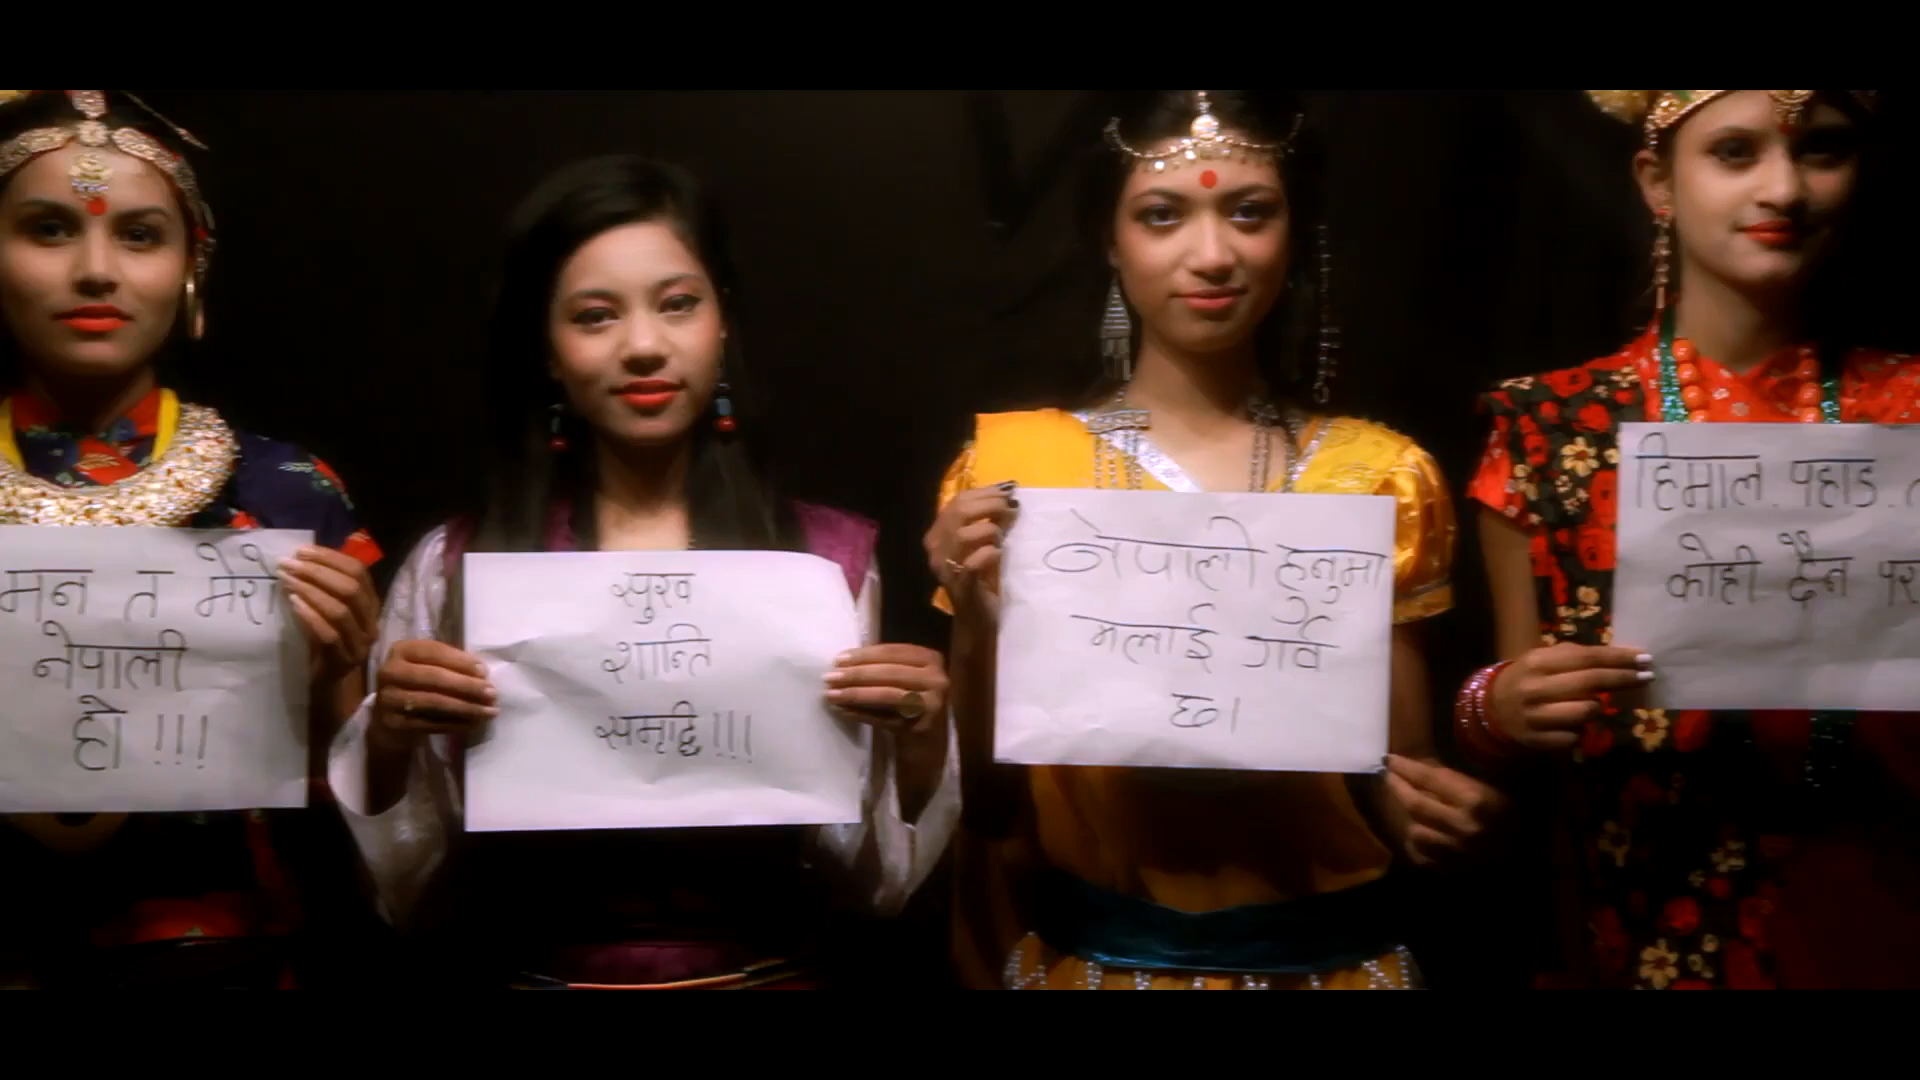 मन त मेरो
नेपाली
हो !!!
सुख
शान्ति
समृद्धि !!!
नेपाली हुनुमा
मलाई गर्व
छ।
हिमाल. पहाड.
कोही छैन